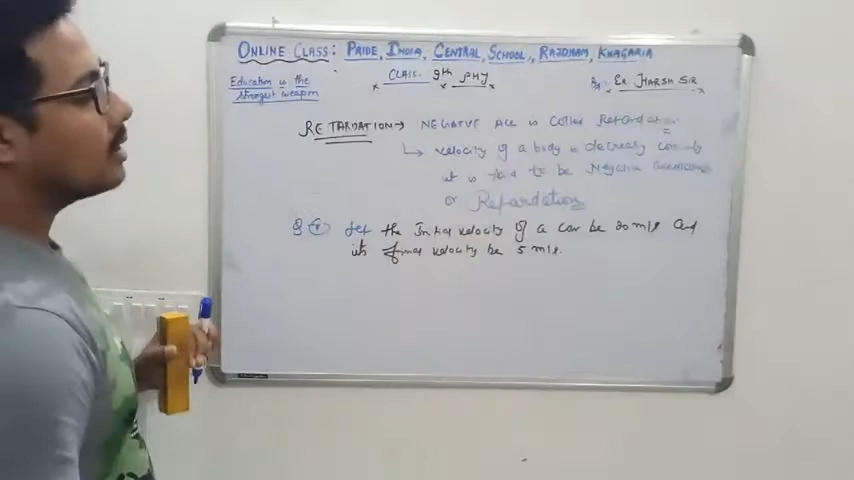 ONLINE CLASS: PRIDE, INDIA, CENTRAL, SCHOOL, RAJDHAM, KHAGARIA
Education is the
strongest weapon
CLASS. 9th PHY
By: Er. HARSH SIR
RETARDATION→ NEGATIVE ACC is called Retardation
velocity of a body is decreasing
it is to be Negative
or Retardation
Q ① Let the Initial velocity of a car be 20 m/s and
its final velocity be 5 m/s.